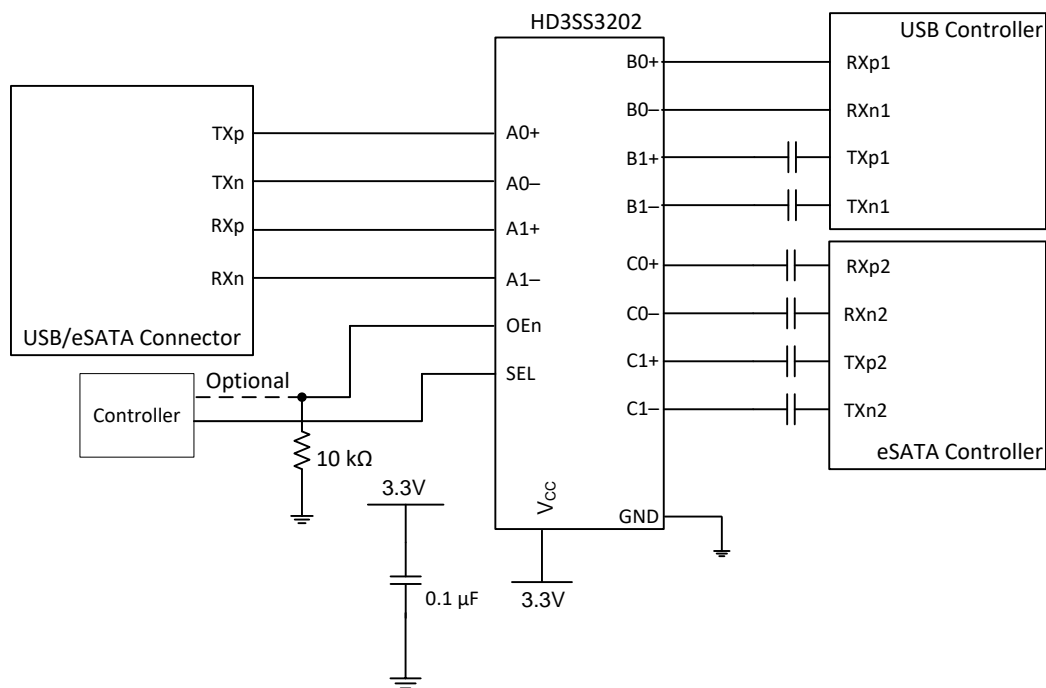 HD3SS3202
USB Controller
B0+
RXp1
B0–
RXn1
TXp
A0+
B1+
TXp1
TXn
A0–
B1–
TXn1
RXp
A1+
C0+
RXp2
RXn
A1–
C0–
RXn2
USB/eSATA Connector
OEn
C1+
TXp2
Optional
SEL
Controller
C1–
TXn2
10 kΩ
eSATA Controller
3.3V
VCC
GND
0.1 µF
3.3V